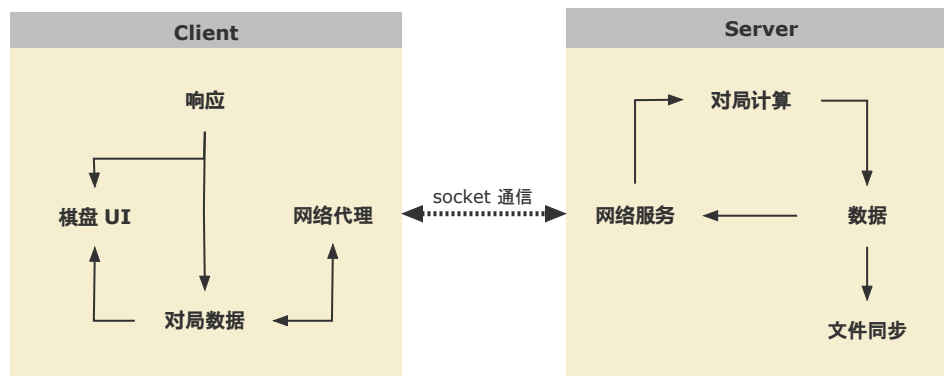 Client
响应
棋盘 UI
网络代理
对局数据
socket 通信
Server
对局计算
网络服务
数据
文件同步